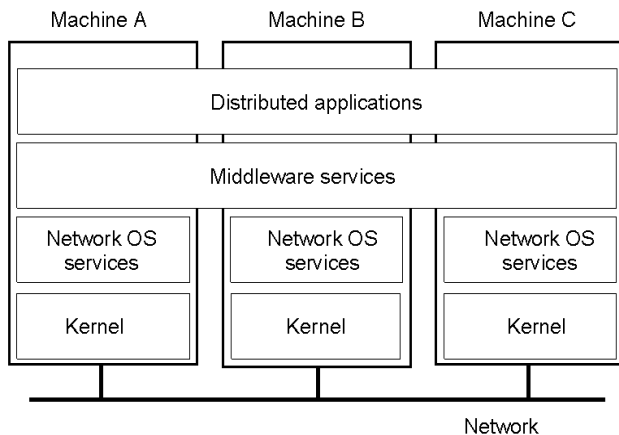 Machine A
Machine B
Machine C
Distributed applications
Middleware services
Network OS
services
Network OS
services
Network OS
services
Kernel
Kernel
Kernel
Network